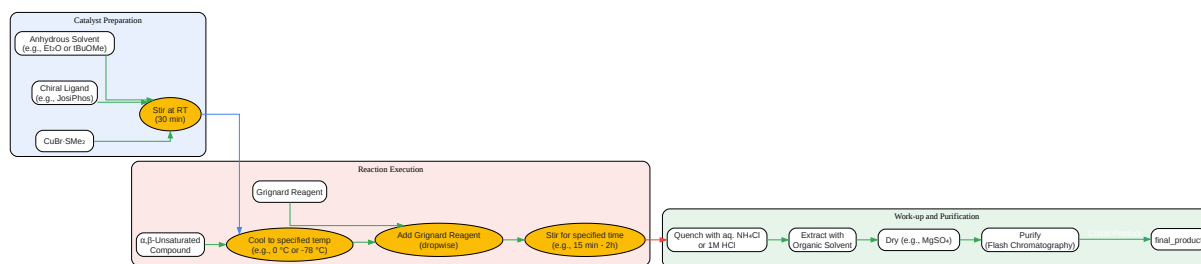 Catalyst Preparation
Anhydrous Solvent
(e.g., Et₂O or tBuOMe)
Chiral Ligand
(e.g., JosiPhos)
Stir at RT
(30 min)
CuBr·SMe₂
Reaction Execution
Grignard Reagent
α,β-Unsaturated
Compound
Cool to specified temp
(e.g., 0 °C or -78 °C)
Add Grignard Reagent
(dropwise)
Stir for specified time
(e.g., 15 min - 2h)
Work-up and Purification
Quench with aq. NH₄Cl
or 1M HCl
Extract with
Organic Solvent
Dry (e.g., MgSO₄)
Purify
(Flash Chromatography)
final_product